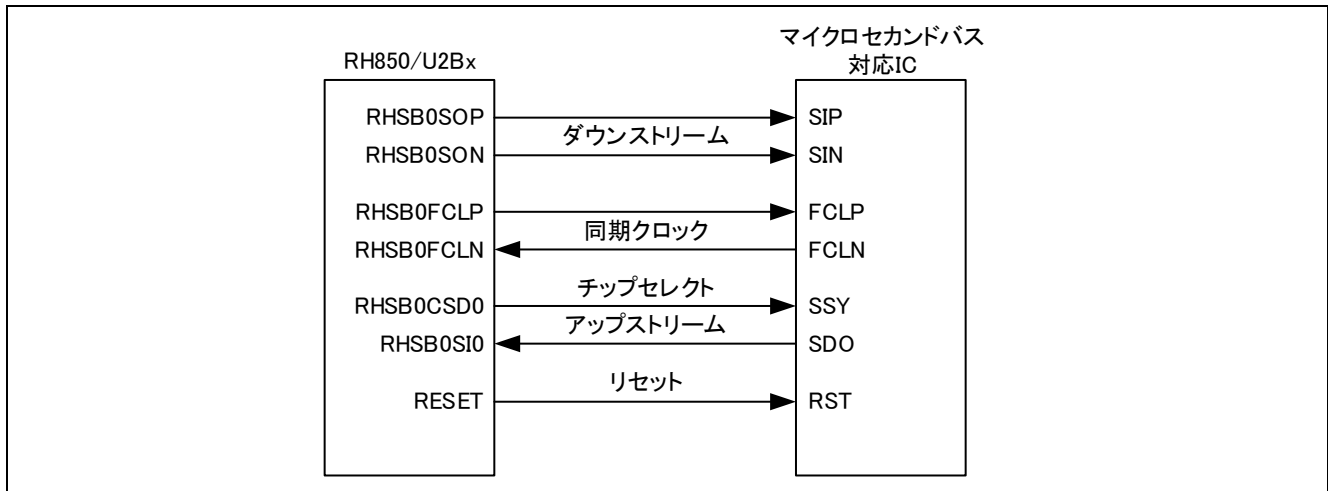 マイクロセカンドバス
対応IC
RH850/U2Bx
RHSB0SOP
SIP
ダウンストリーム
RHSB0SON
SIN
RHSB0FCLP
FCLP
同期クロック
RHSB0FCLN
FCLN
チップセレクト
RHSB0CSD0
SSY
アップストリーム
RHSB0SI0
SDO
リセット
RESET
RST